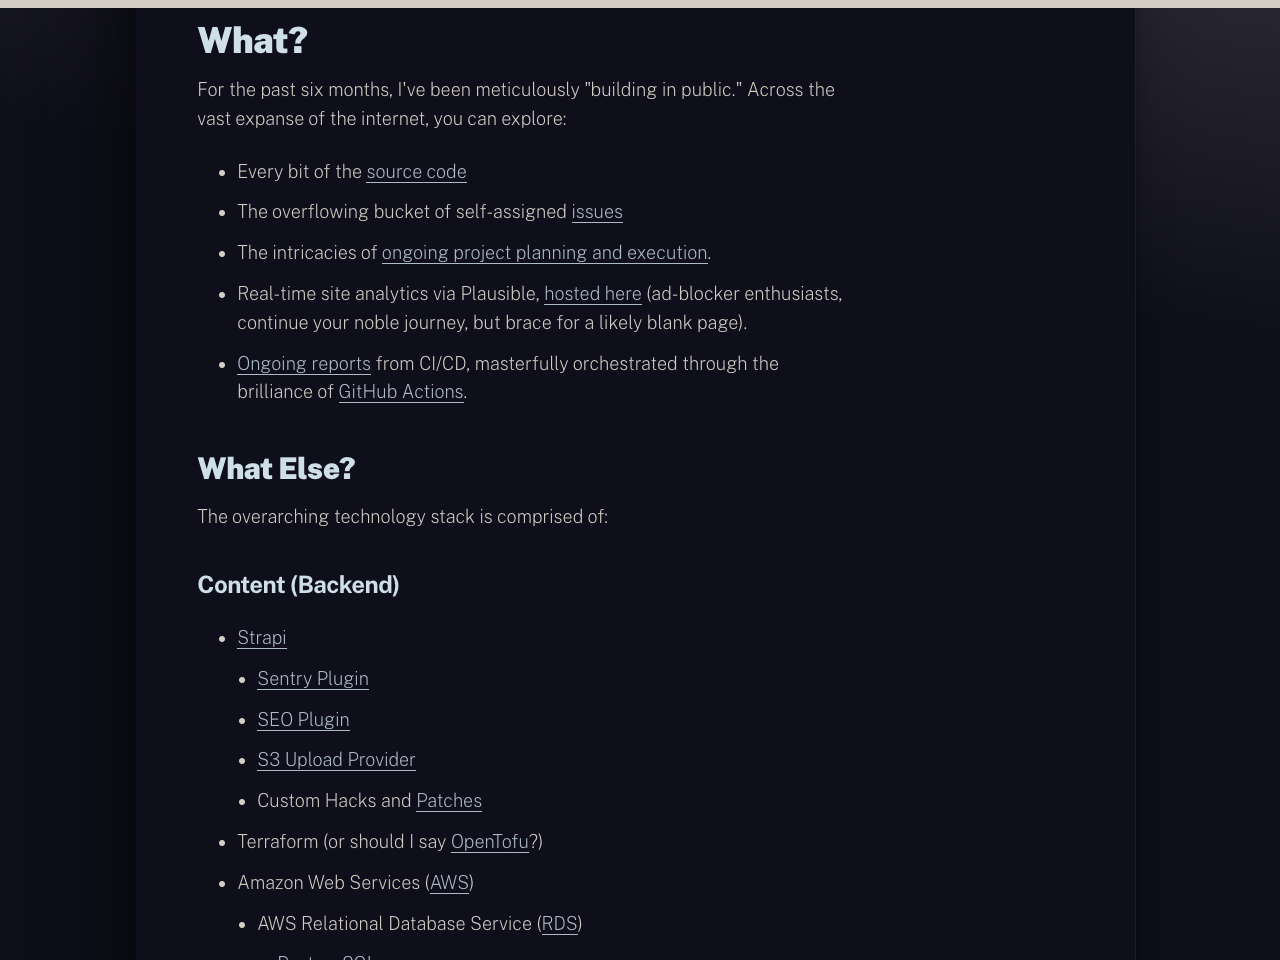 What?
For the past six months, I've been meticulously "building in public." Across the
vast expanse of the internet, you can explore:
Every bit of the source code
The overflowing bucket of self-assigned issues
The intricacies of ongoing project planning and execution.
Real-time site analytics via Plausible, hosted here (ad-blocker enthusiasts,
continue your noble journey, but brace for a likely blank page).
Ongoing reports from CI/CD, masterfully orchestrated through the
brilliance of GitHub Actions.
What Else?
The overarching technology stack is comprised of:
Content (Backend)
Strapi
Sentry Plugin
SEO Plugin
S3 Upload Provider
Custom Hacks and Patches
Terraform (or should I say OpenTofu?)
Amazon Web Services (AWS)
AWS Relational Database Service (RDS)